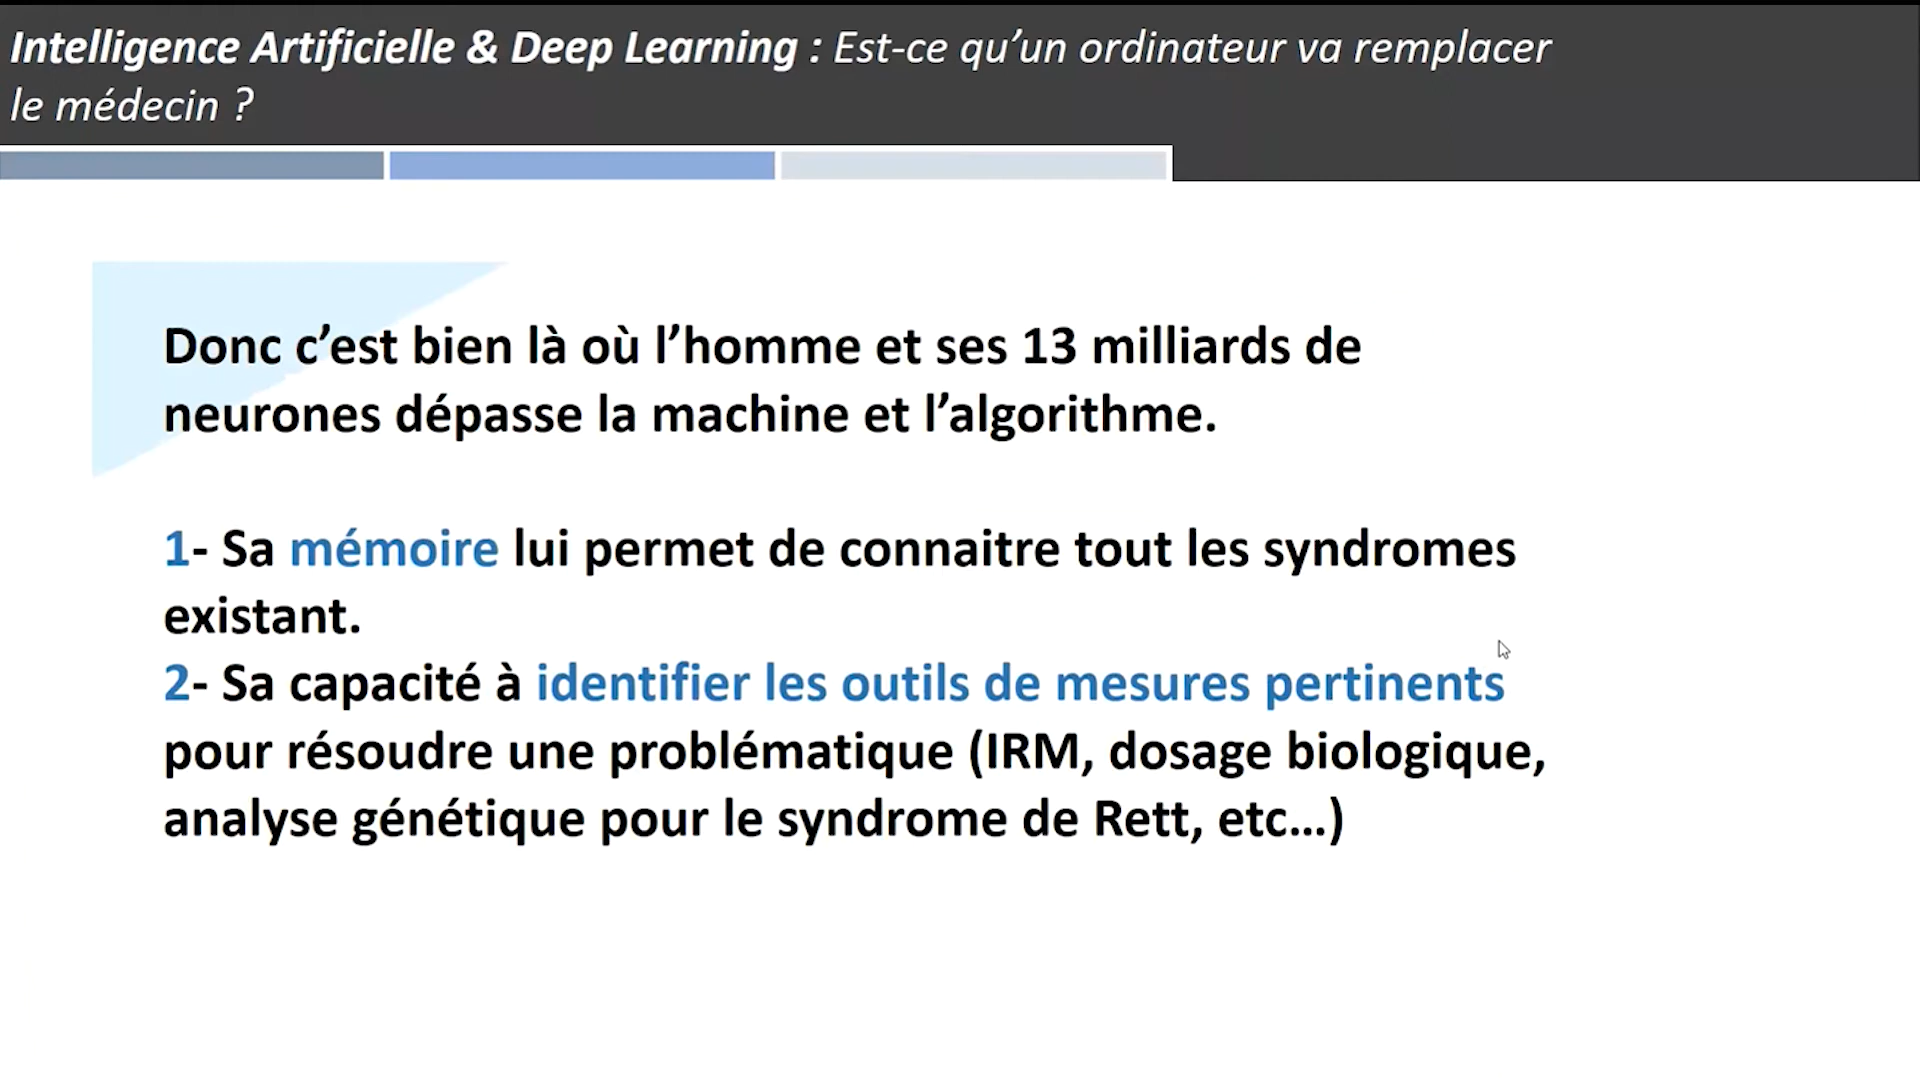 Intelligence Artificielle & Deep Learning : Est-ce qu’un ordinateur va remplacer
le médecin ?
Donc c’est bien là où l’homme et ses 13 milliards de
neurones dépasse la machine et l’algorithme.
1- Sa mémoire lui permet de connaitre tout les syndromes
existant.
2- Sa capacité à identifier les outils de mesures pertinents
pour résoudre une problématique (IRM, dosage biologique,
analyse génétique pour le syndrome de Rett, etc...)